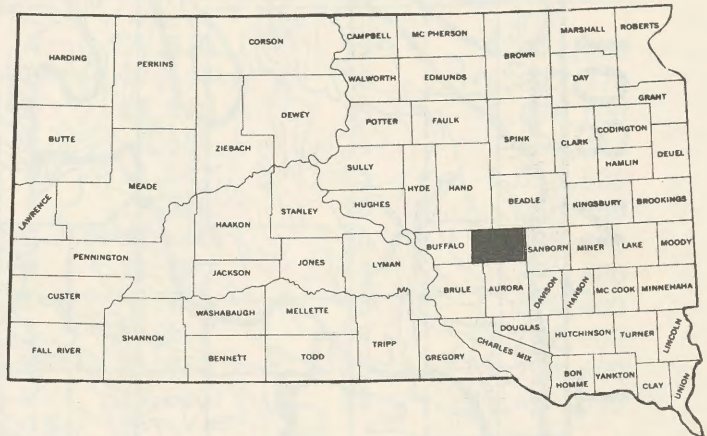 HARDING
PERKINS
CORSON
CAMPBELL
MC PHERSON
BROWN
MARSHALL
ROBERTS
WALWORTH
EDMUNDS
DAY
DEWEY
GRANT
BUTTE
ZIEBACH
POTTER
FAULK
SPINK
CLARK
CODINGTON
HAMLIN
DEUEL
MEADE
SULLY
HYDE
HAND
LAWRENCE
HAAKON
STANLEY
HUGHES
BEADLE
KINGSBURY
BROOKINGS
PENNINGTON
JACKSON
JONES
LYMAN
BUFFALO
SANBORN
MINER
LAKE
MOODY
CUSTER
BRULE
AURORA
DAVISON
HANSON
MC COOK
MINNEHAHA
SHANNON
WASHABAUGH
MELLETTE
FALL RIVER
BENNETT
TODD
TRIPP
GREGORY
CHARLES MIX
DOUGLAS
HUTCHINSON
TURNER
LINCOLN
BON
HOMME
YANKTON
CLAY
UNION